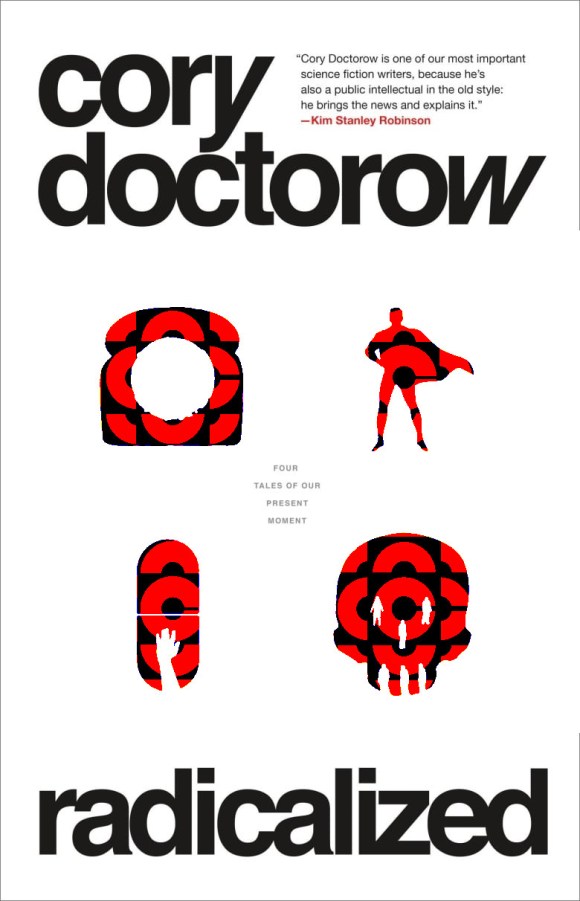 cory
doctorow
“Cory Doctorow is one of our most important
science fiction writers, because he’s
also a public intellectual in the old style:
he brings the news and explains it.”
—Kim Stanley Robinson
FOUR
TALES OF OUR
PRESENT
MOMENT
radicalized